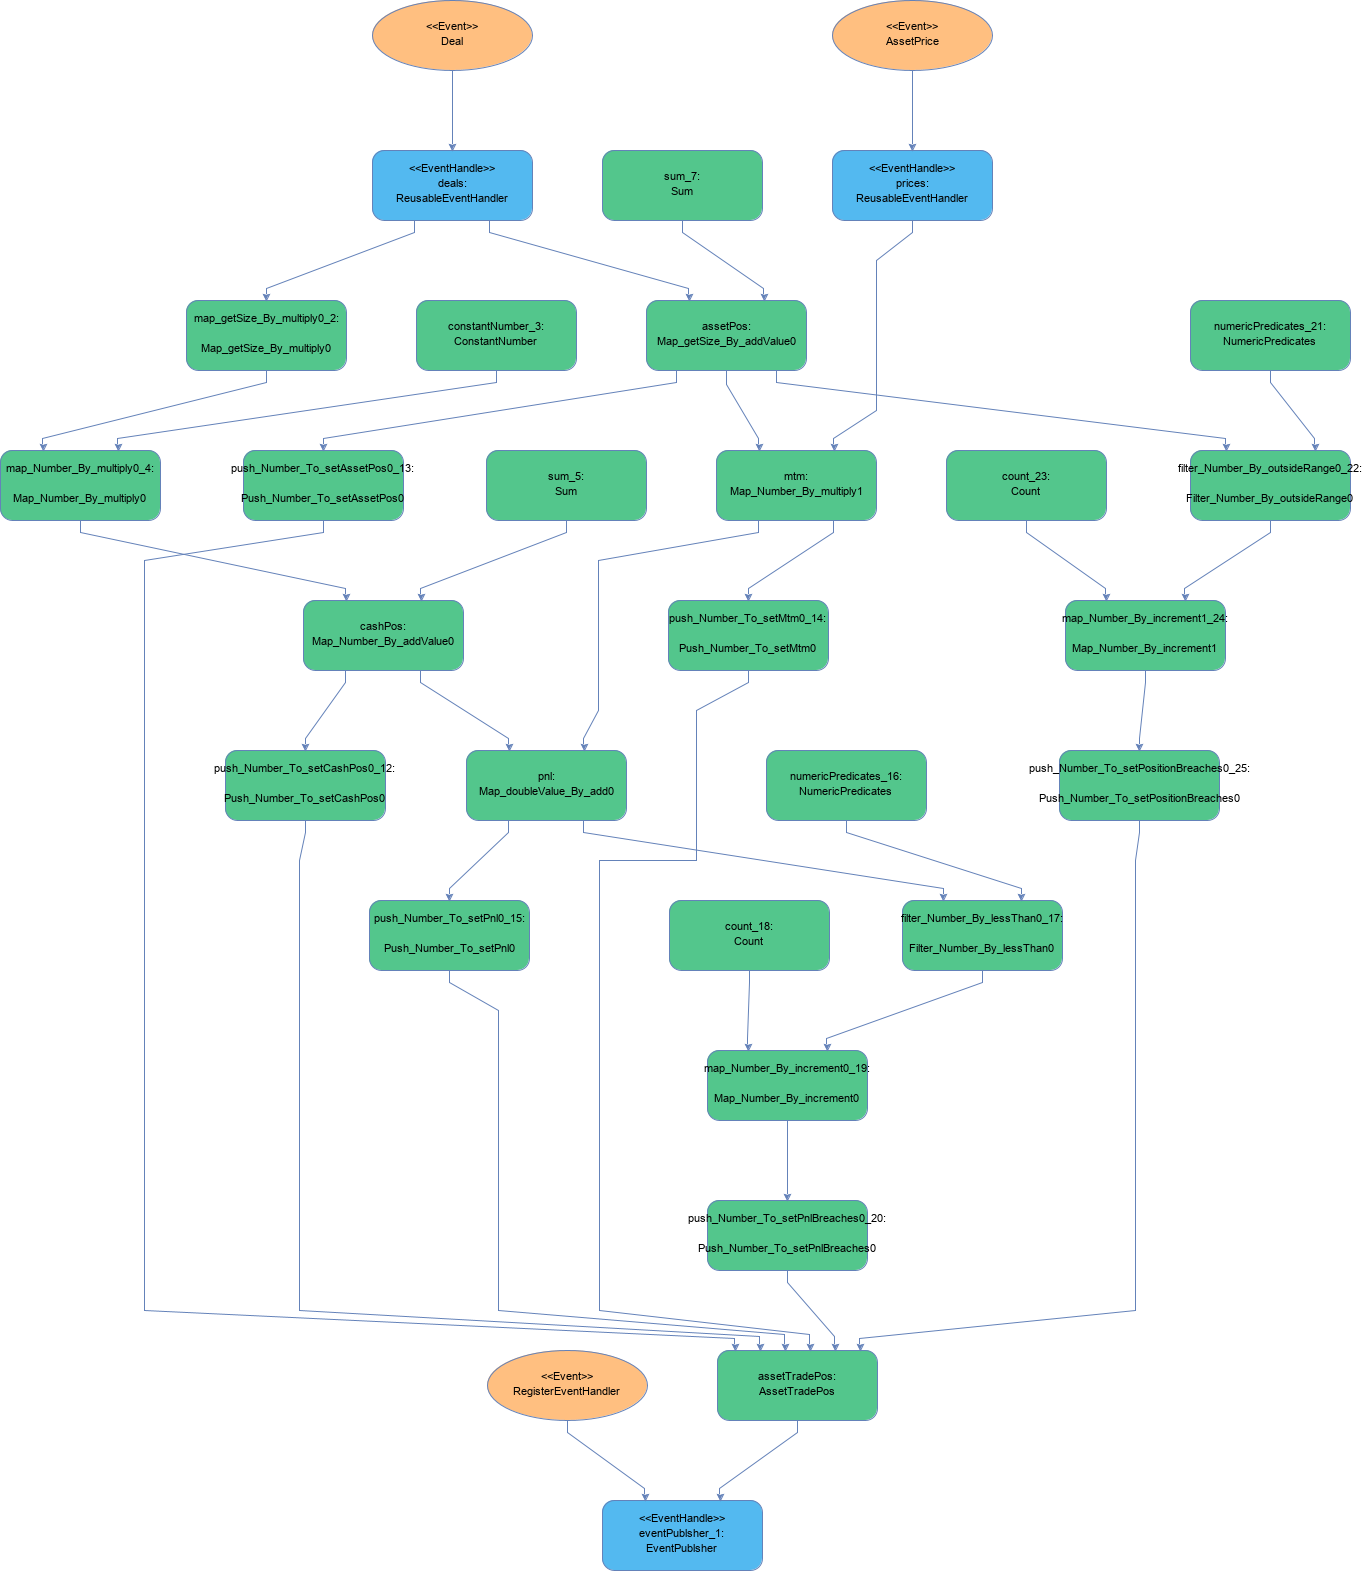 <<Event>>
Deal
<<Event>>
AssetPrice
<<EventHandle>>
deals:
ReusableEventHandler
sum_7:
Sum
<<EventHandle>>
prices:
ReusableEventHandler
map_getSize_By_multiply0_2:
Map_getSize_By_multiply0
constantNumber_3:
ConstantNumber
assetPos:
Map_getSize_By_addValue0
numericPredicates_21:
NumericPredicates
map_Number_By_multiply0_4:
Map_Number_By_multiply0
push_Number_To_setAssetPos0_13:
Push_Number_To_setAssetPos0
sum_5:
Sum
mtm:
Map_Number_By_multiply1
count_23:
Count
filter_Number_By_outsideRange0_22:
Filter_Number_By_outsideRange0
cashPos:
Map_Number_By_addValue0
push_Number_To_setMtm0_14:
Push_Number_To_setMtm0
map_Number_By_increment1_24:
Map_Number_By_increment1
push_Number_To_setCashPos0_12:
Push_Number_To_setCashPos0
pnl:
Map_doubleValue_By_add0
numericPredicates_16:
NumericPredicates
push_Number_To_setPositionBreaches0_25:
Push_Number_To_setPositionBreaches0
push_Number_To_setPnl0_15:
Push_Number_To_setPnl0
count_18:
Count
filter_Number_By_lessThan0_17:
Filter_Number_By_lessThan0
map_Number_By_increment0_19:
Map_Number_By_increment0
push_Number_To_setPnlBreaches0_20:
Push_Number_To_setPnlBreaches0
<<Event>>
RegisterEventHandler
assetTradePos:
AssetTradePos
<<EventHandle>>
eventPublsher_1:
EventPublsher